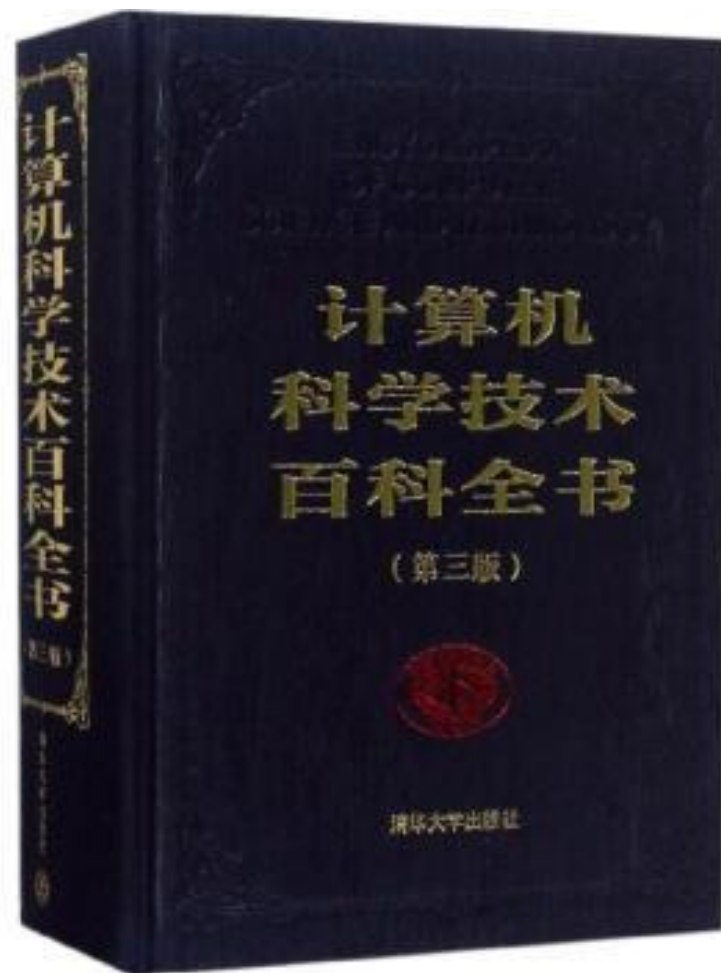 计算机科学技术百科全书
（第三版）
计算机
科学技术
百科全书
（第三版）
清华大学出版社